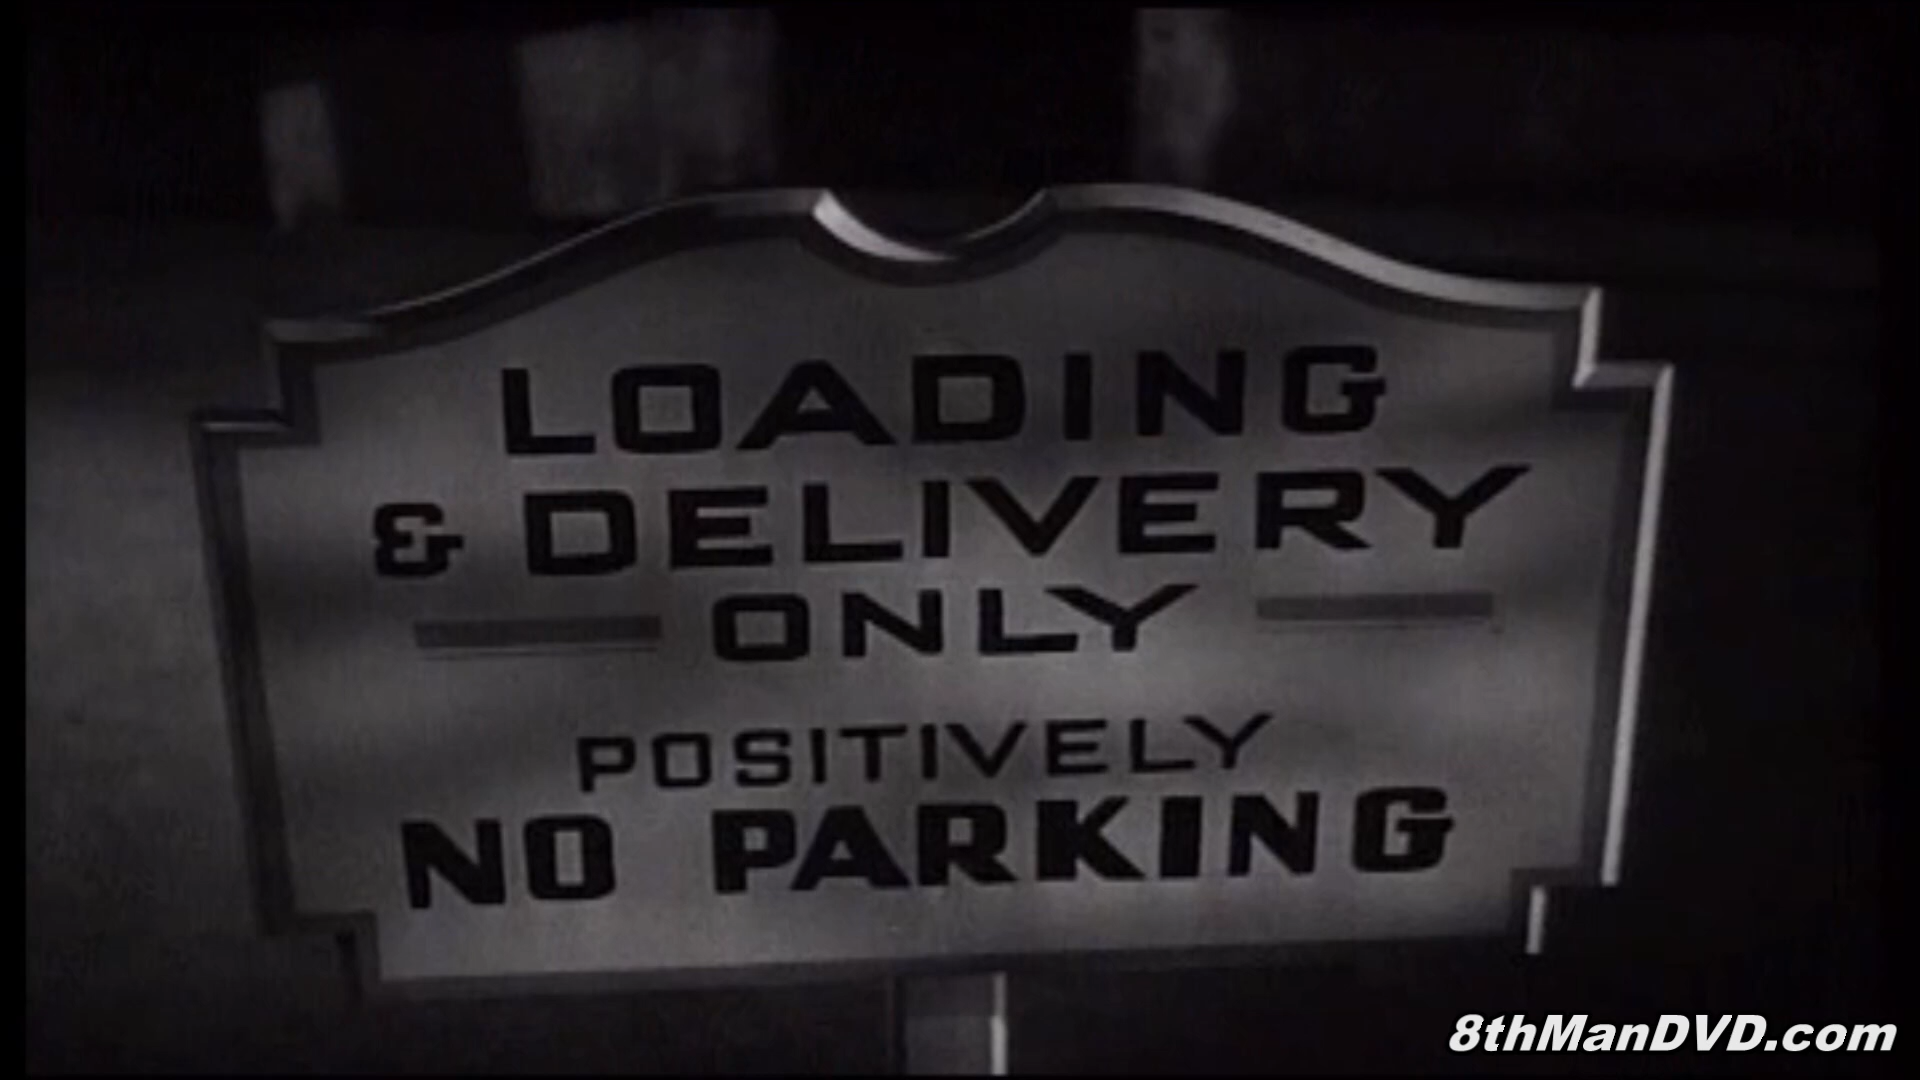 LOADING
& DELIVERY
ONLY
POSITIVELY
NO PARKING
8thManDVD.com